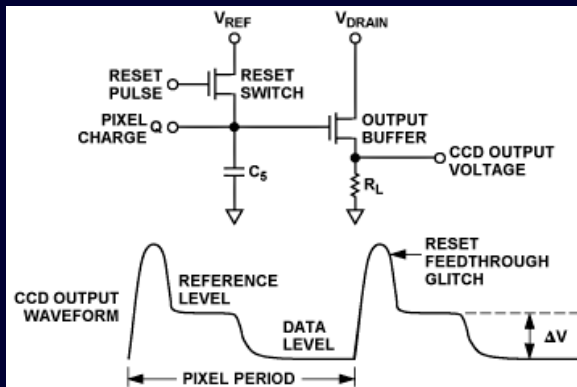 VREF
VDRAIN
RESET
PULSE
RESET
SWITCH
PIXEL
CHARGE
Q
OUTPUT
BUFFER
C5
RL
CCD OUTPUT
VOLTAGE
CCD OUTPUT
WAVEFORM
REFERENCE
LEVEL
DATA
LEVEL
RESET
FEEDTHROUGH
GLITCH
ΔV
PIXEL PERIOD